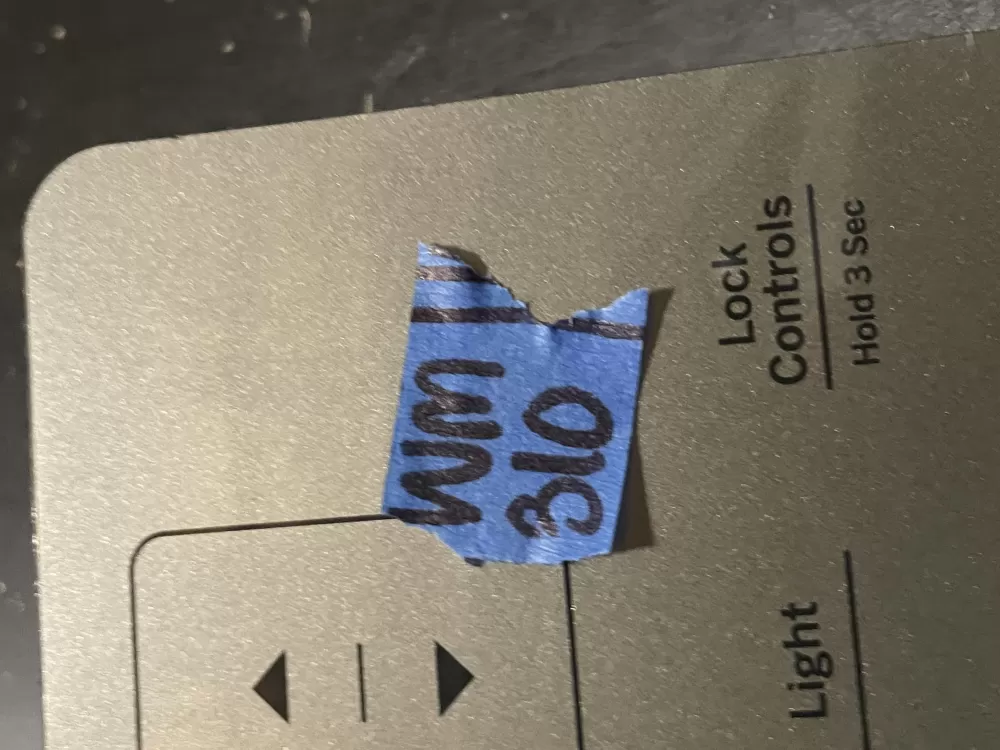 WM
310
Lock
Controls
Hold 3 Sec
Light